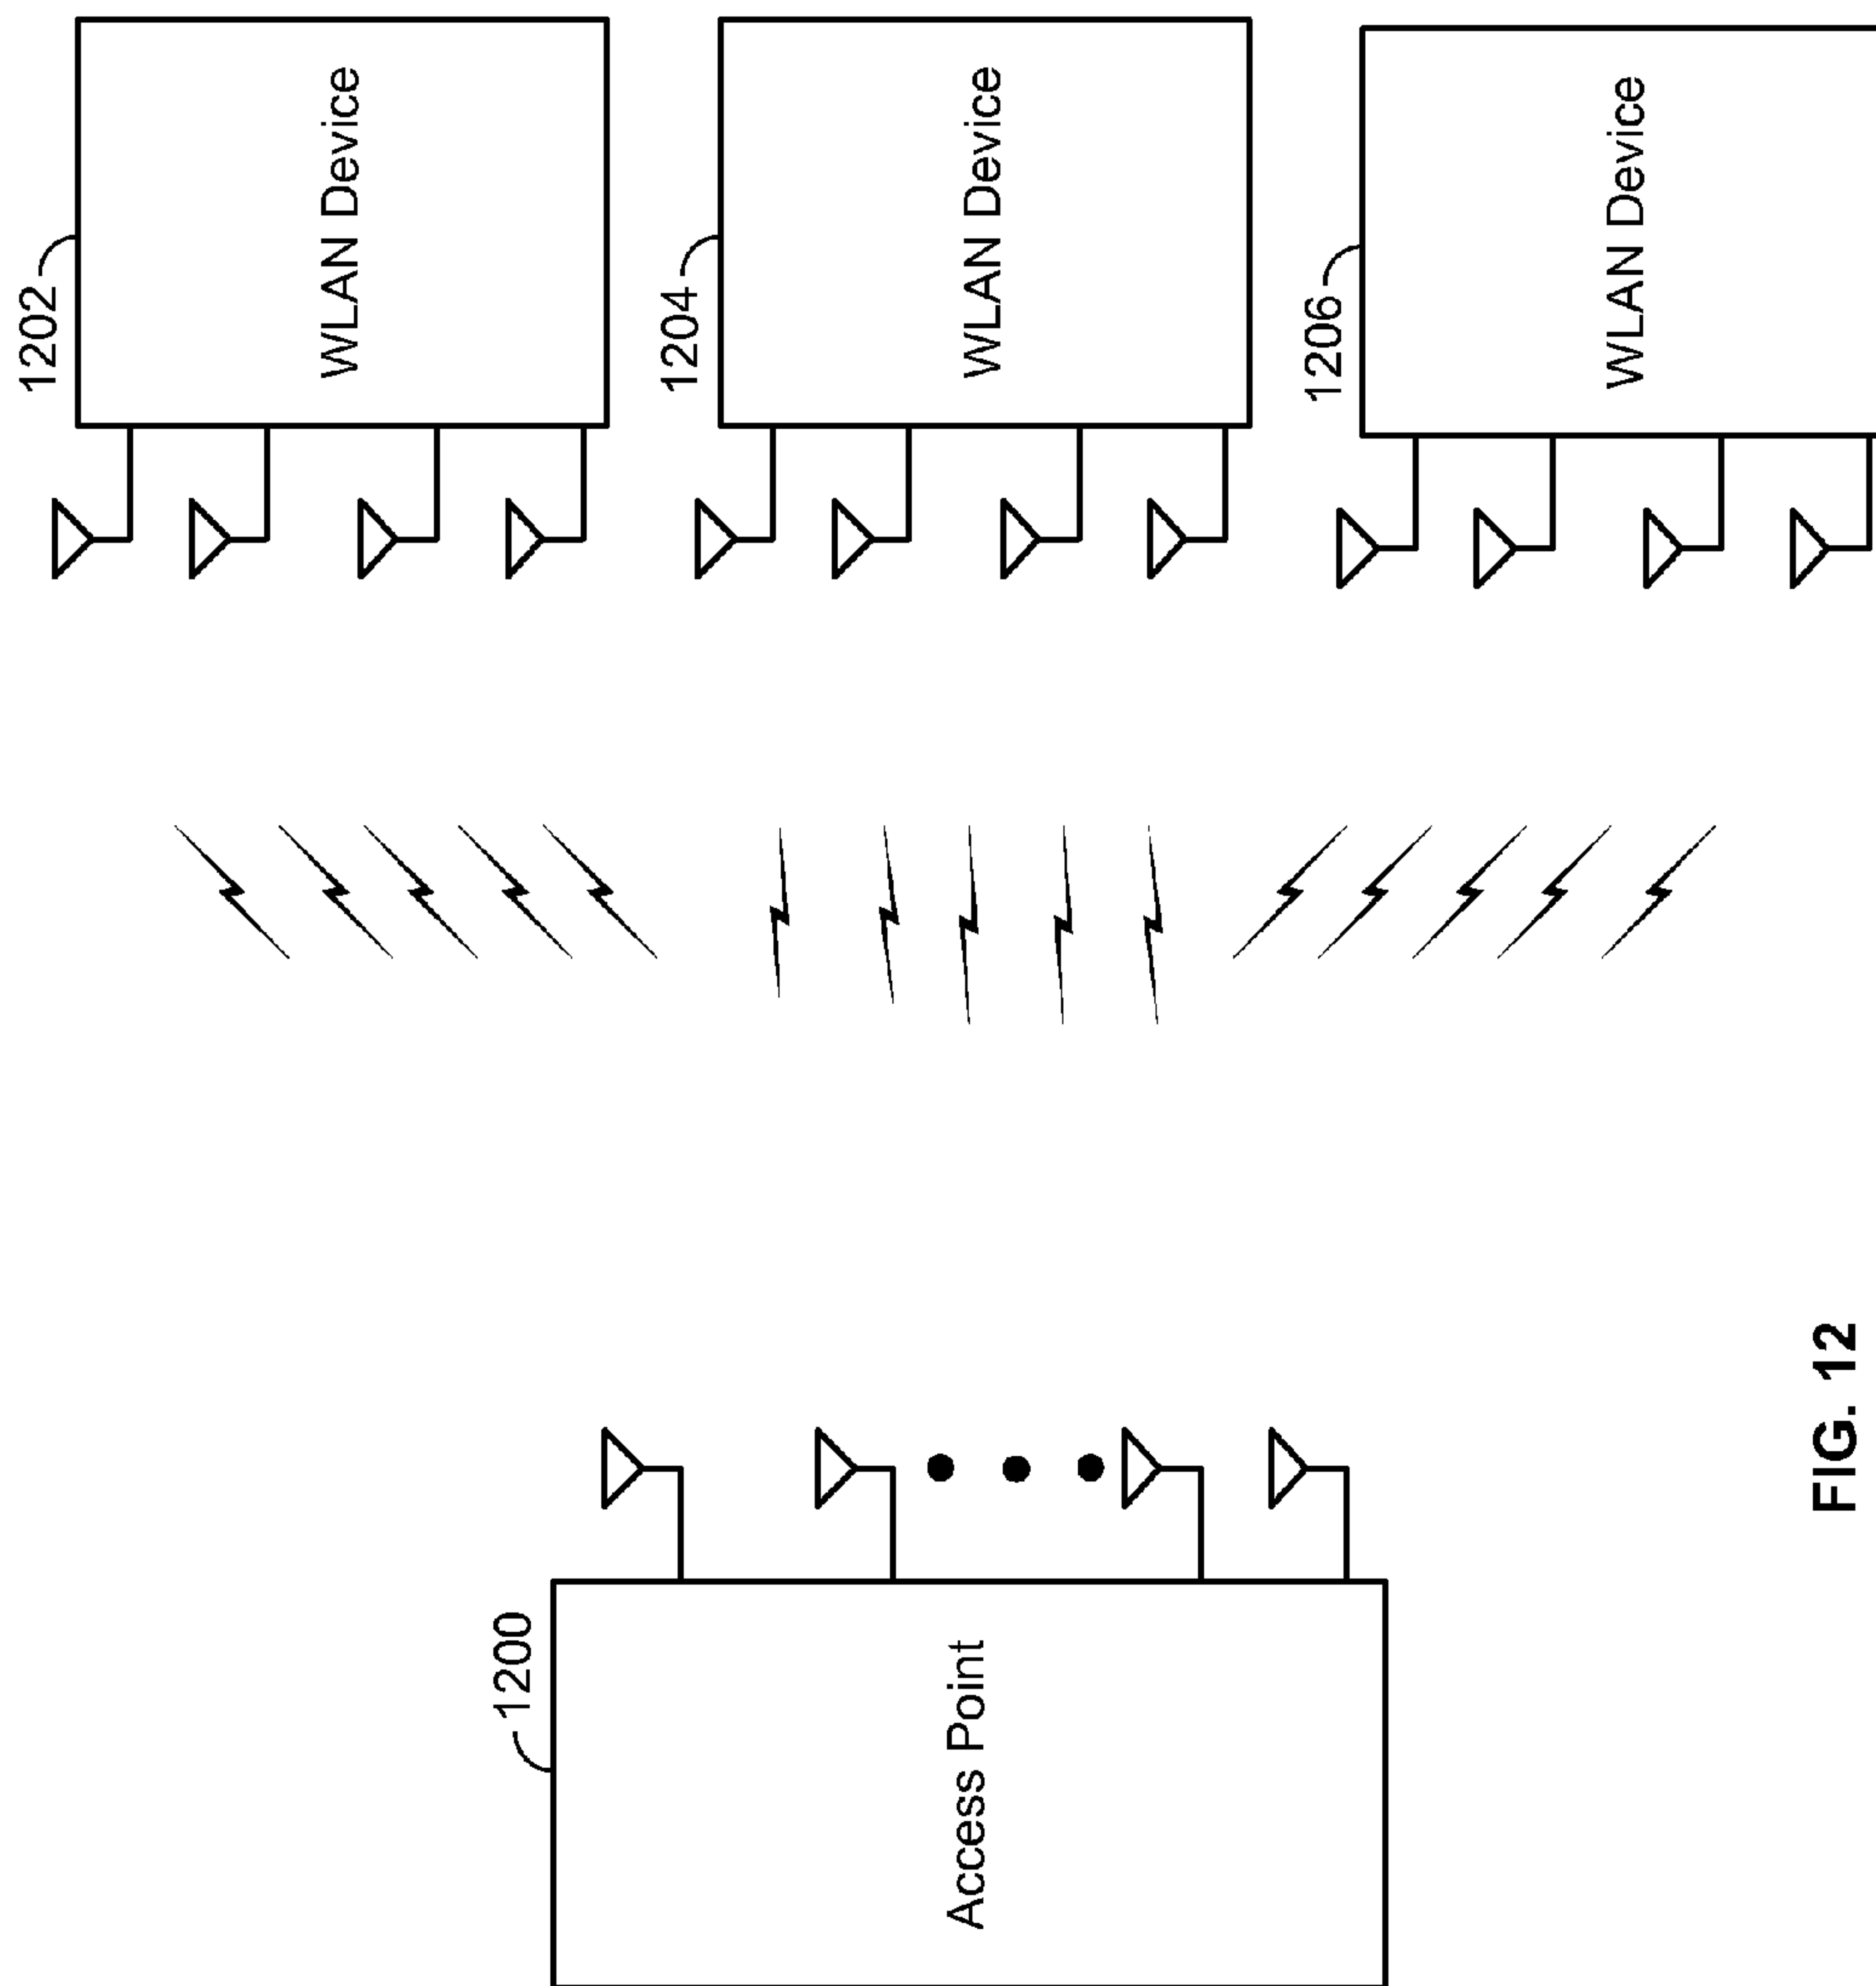 1200
Access Point
1202
WLAN Device
1204
WLAN Device
1206
WLAN Device
FIG. 12